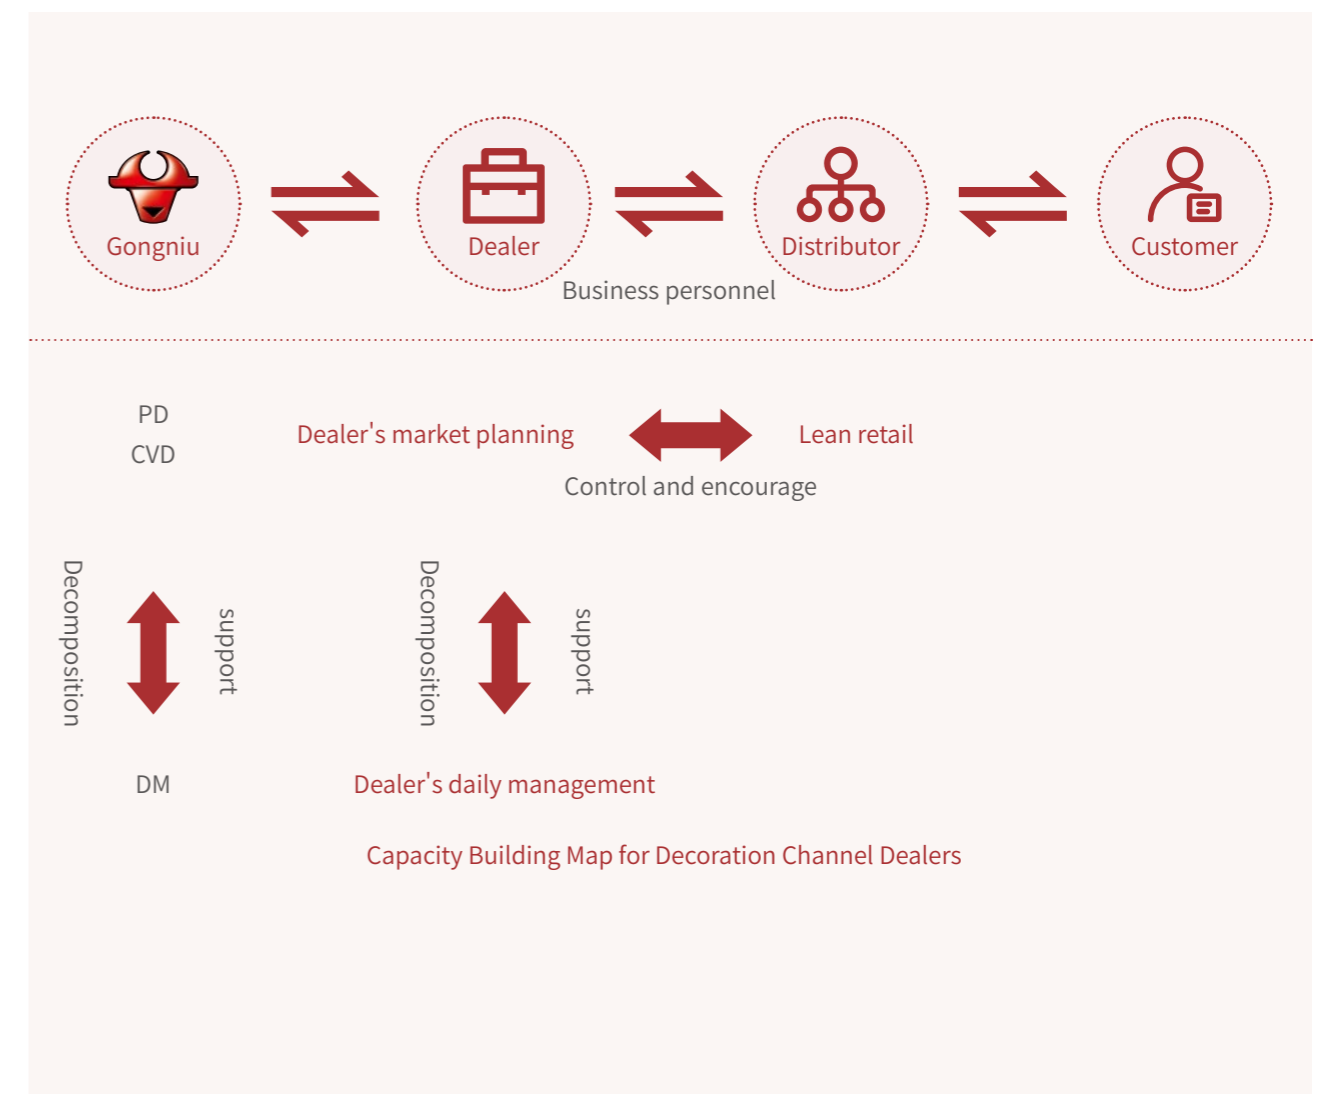 Gongniu
Dealer
Distributor
Customer
Business personnel
PD
CVD
Dealer's market planning
Lean retail
Control and encourage
Decomposition
support
Decomposition
support
DM
Dealer's daily management
Capacity Building Map for Decoration Channel Dealers